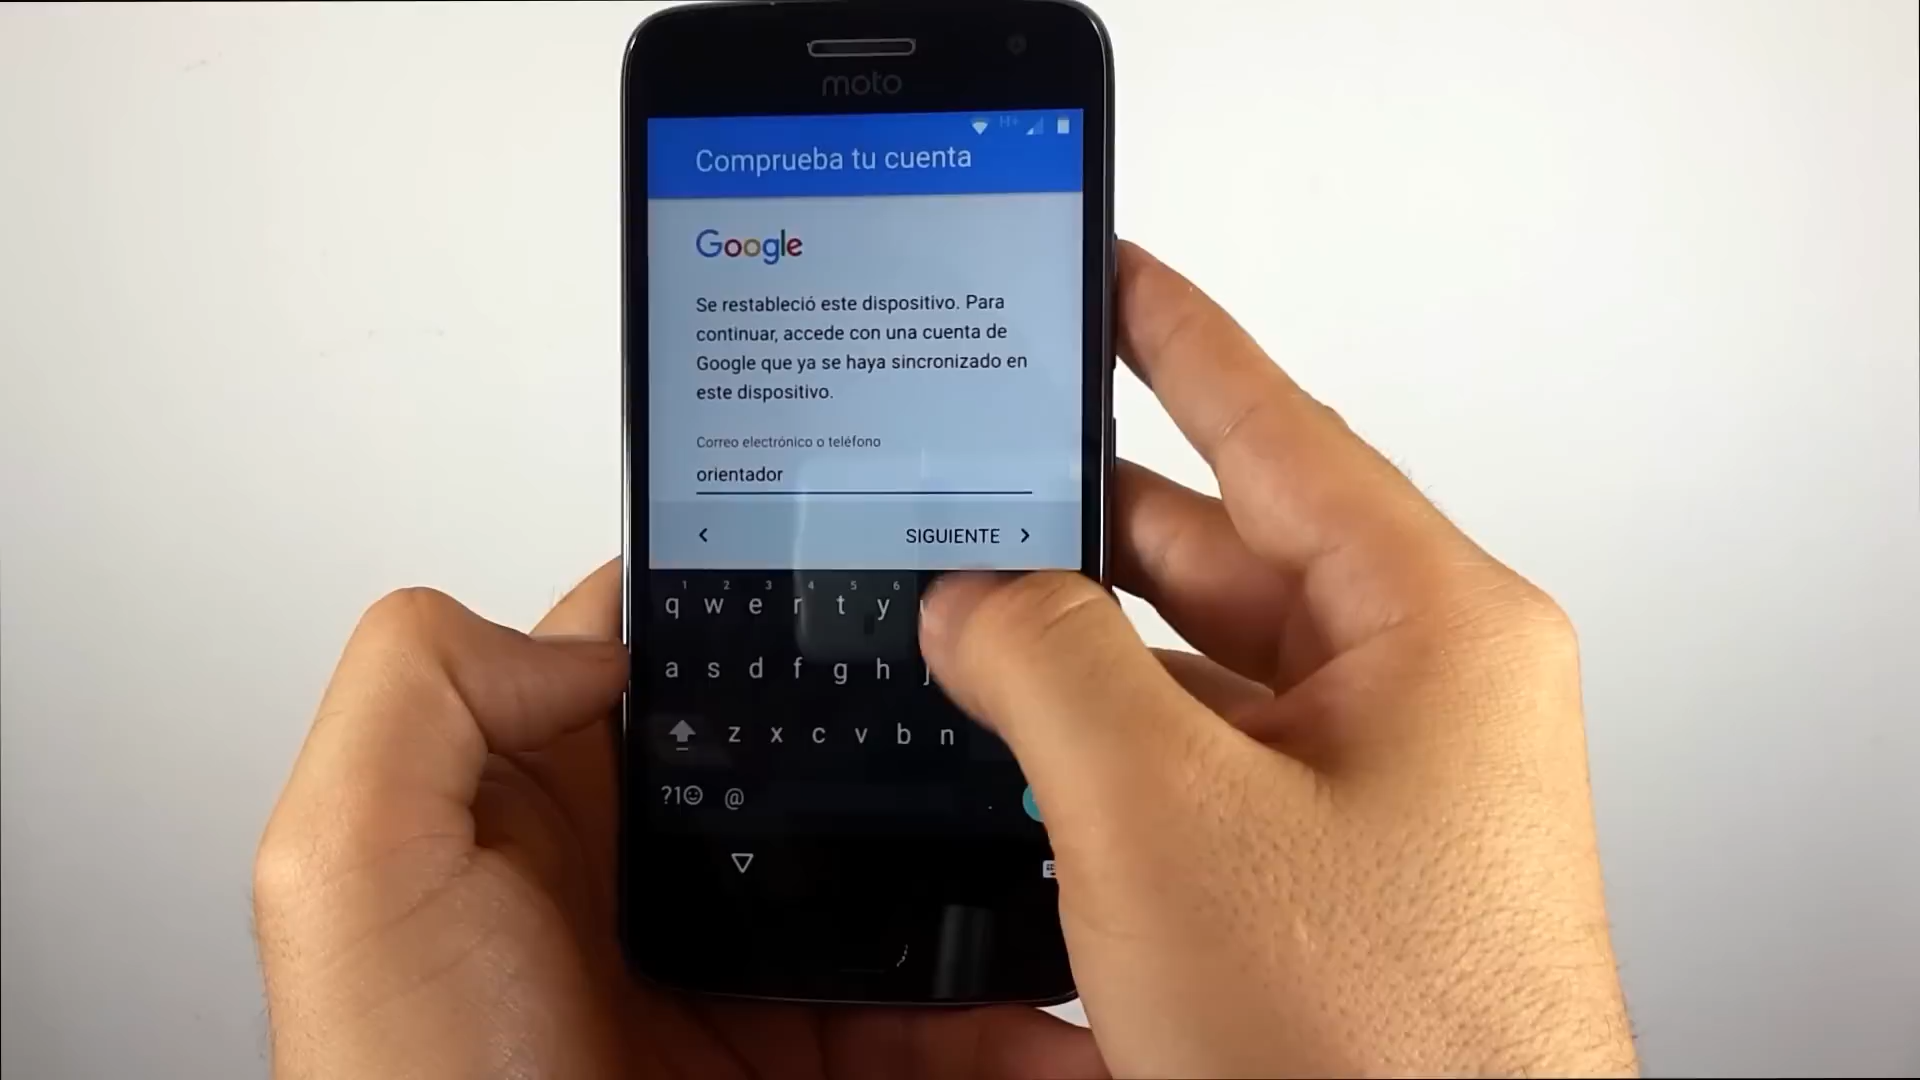 moto
H+
Comprueba tu cuenta
Google
Se restableció este dispositivo. Para
continuar, accede con una cuenta de
Google que ya se haya sincronizado en
este dispositivo.
Correo electrónico o teléfono
orientador
< SIGUIENTE >
1 2 3 4 5 6
q w e r t y
a s d f g h j
z x c v b n
?1☺ @ .